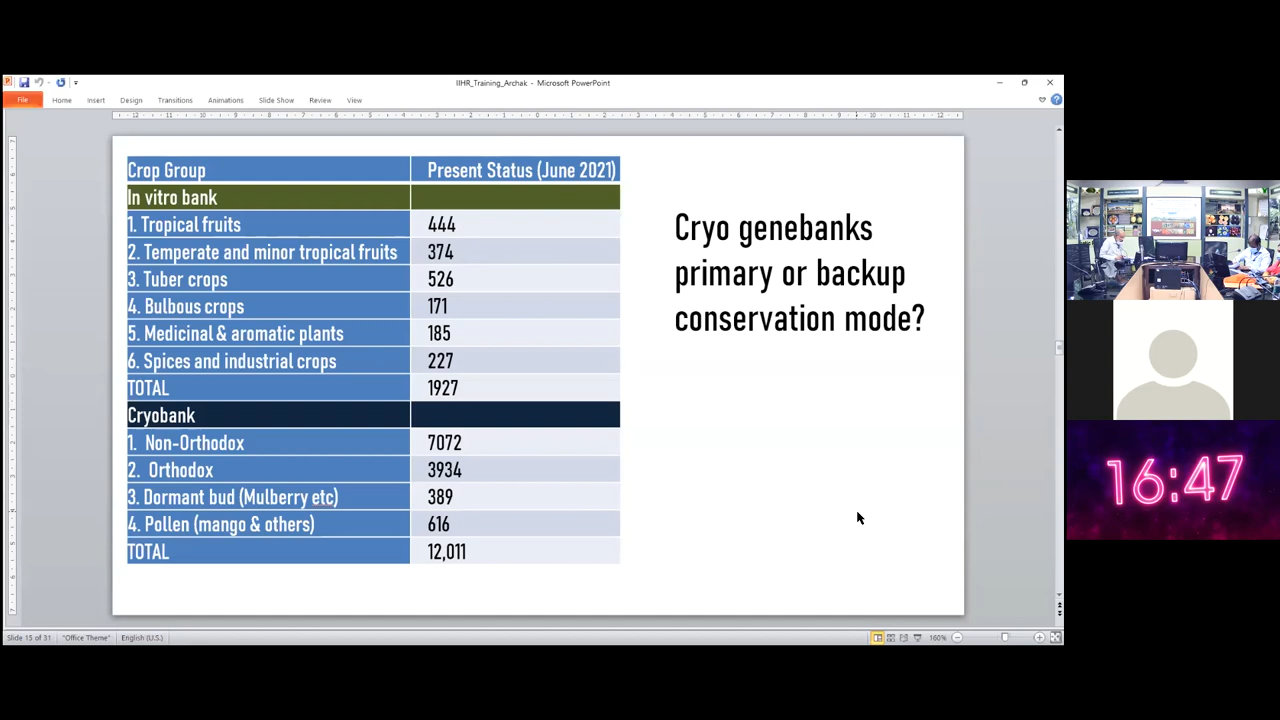 IIHR_Training_Archak - Microsoft PowerPoint
File Home Insert Design Transitions Animations Slide Show Review View
Crop Group Present Status (June 2021)
In vitro bank
1. Tropical fruits 444
2. Temperate and minor tropical fruits 374
3. Tuber crops 526
4. Bulbous crops 171
5. Medicinal & aromatic plants 185
6. Spices and industrial crops 227
TOTAL 1927
Cryobank
1. Non-Orthodox 7072
2. Orthodox 3934
3. Dormant bud (Mulberry etc) 389
4. Pollen (mango & others) 616
TOTAL 12,011
Cryo genebanks
primary or backup
conservation mode?
16:47
Slide 15 of 31 "Office Theme" English (U.S.) 160%